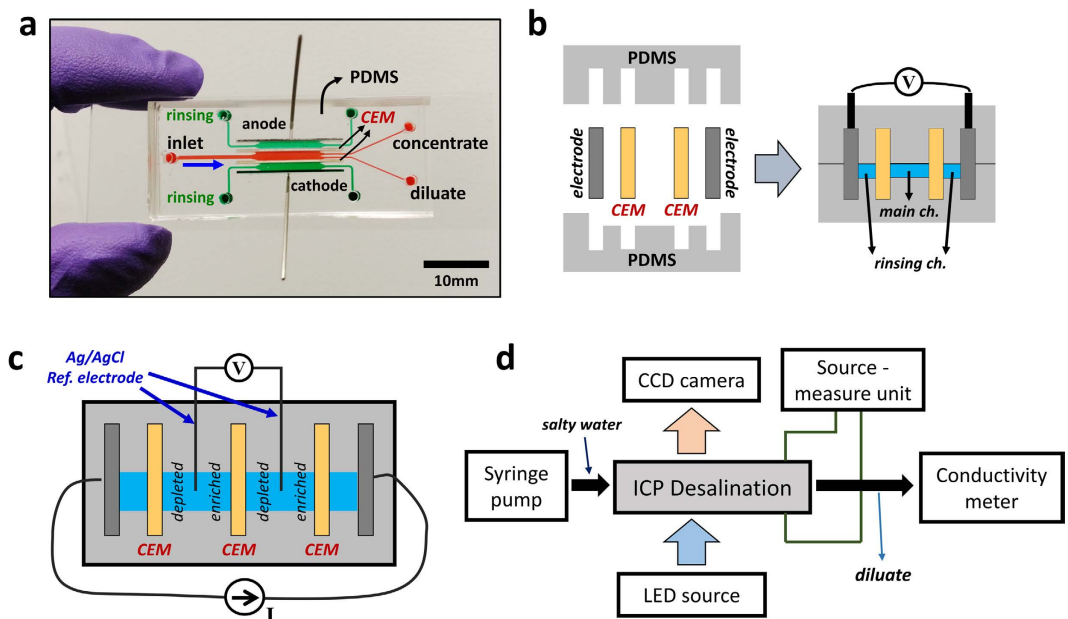 a
PDMS
rinsing
anode
CEM
inlet
concentrate
rinsing
cathode
diluate
10mm
b
PDMS
electrode
electrode
CEM
CEM
PDMS
V
main ch.
rinsing ch.
c
Ag/AgCl
Ref. electrode
V
depleted
enriched
depleted
enriched
CEM
CEM
CEM
I
d
CCD camera
Source -
measure unit
salty water
Syringe
pump
ICP Desalination
Conductivity
meter
diluate
LED source